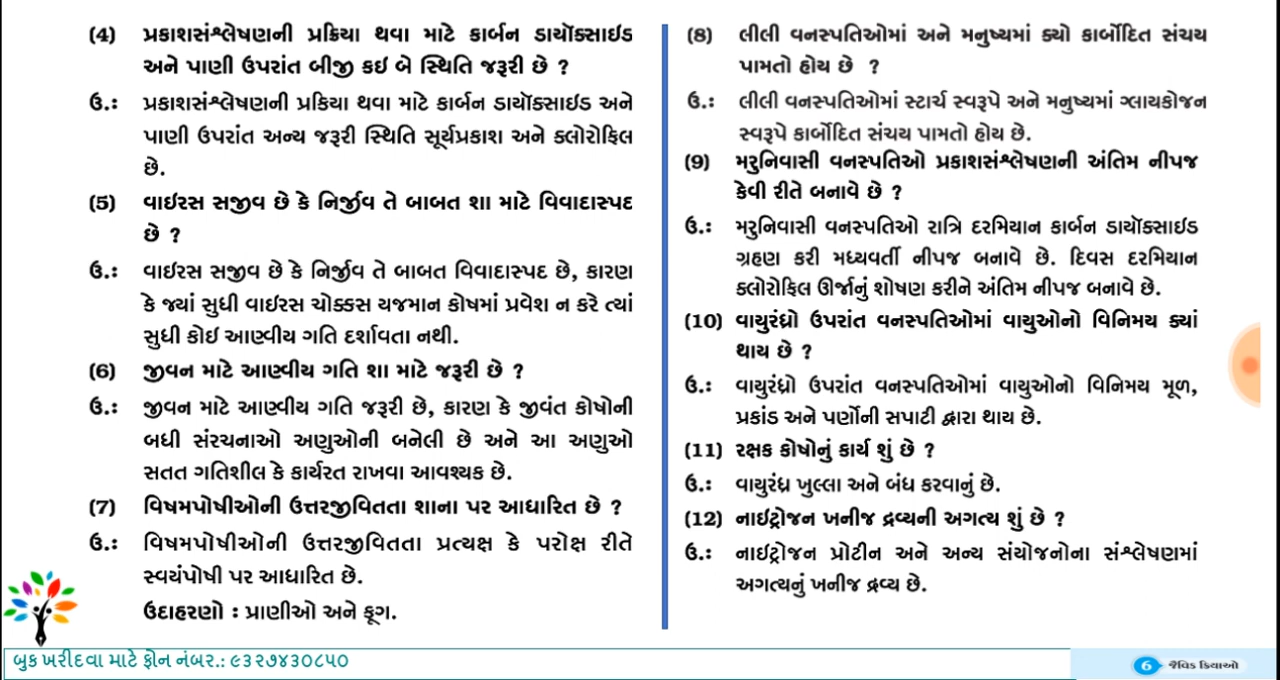 (4) પ્રકાશસંશ્લેષણની પ્રક્રિયા થવા માટે કાર્બન ડાયૉક્સાઇડ
અને પાણી ઉપરાંત બીજી કઇ બે સ્થિતિ જરૂરી છે ?
ઉ.: પ્રકાશસંશ્લેષણની પ્રકિયા થવા માટે કાર્બન ડાયૉક્સાઇડ અને
પાણી ઉપરાંત અન્ય જરૂરી સ્થિતિ સૂર્યપ્રકાશ અને ક્લોરોફિલ
છે.
(5) વાઇરસ સજીવ છે કે નિર્જીવ તે બાબત શા માટે વિવાદાસ્પદ
છે ?
ઉ.: વાઇરસ સજીવ છે કે નિર્જીવ તે બાબત વિવાદાસ્પદ છે, કારણ
કે જ્યાં સુધી વાઇરસ ચોક્કસ યજમાન કોષમાં પ્રવેશ ન કરે ત્યાં
સુધી કોઇ આણ્વીય ગતિ દર્શાવતા નથી.
(6) જીવન માટે આણ્વીય ગતિ શા માટે જરૂરી છે ?
ઉ.: જીવન માટે આણ્વીય ગતિ જરૂરી છે, કારણ કે જીવંત કોષોની
બધી સંરચનાઓ અણુઓની બનેલી છે અને આ અણુઓ
સતત ગતિશીલ કે કાર્યરત રાખવા આવશ્યક છે.
(7) વિષમપોષીઓની ઉત્તરજીવિતતા શાના પર આધારિત છે ?
ઉ.: વિષમપોષીઓની ઉત્તરજીવિતતા પ્રત્યક્ષ કે પરોક્ષ રીતે
સ્વયંપોષી પર આધારિત છે.
ઉદાહરણો : પ્રાણીઓ અને ફૂગ.
(8) લીલી વનસ્પતિઓમાં અને મનુષ્યમાં ક્યો કાર્બોદિત સંચય
પામતો હોય છે ?
ઉ.: લીલી વનસ્પતિઓમાં સ્ટાર્ચ સ્વરૂપે અને મનુષ્યમાં ગ્લાયકોજન
સ્વરૂપે કાર્બોદિત સંચય પામતો હોય છે.
(9) મરુનિવાસી વનસ્પતિઓ પ્રકાશસંશ્લેષણની અંતિમ નીપજ
કેવી રીતે બનાવે છે ?
ઉ.: મરુનિવાસી વનસ્પતિઓ રાત્રિ દરમિયાન કાર્બન ડાયૉક્સાઇડ
ગ્રહણ કરી મધ્યવર્તી નીપજ બનાવે છે. દિવસ દરમિયાન
ક્લોરોફિલ ઊર્જાનું શોષણ કરીને અંતિમ નીપજ બનાવે છે.
(10) વાયુરંધ્રો ઉપરાંત વનસ્પતિઓમાં વાયુઓનો વિનિમય ક્યાં
થાય છે ?
ઉ.: વાયુરંધ્રો ઉપરાંત વનસ્પતિઓમાં વાયુઓનો વિનિમય મૂળ,
પ્રકાંડ અને પર્ણોની સપાટી દ્વારા થાય છે.
(11) રક્ષક કોષોનું કાર્ય શું છે ?
ઉ.: વાયુરંધ્ર ખુલ્લા અને બંધ કરવાનું છે.
(12) નાઇટ્રોજન ખનીજ દ્રવ્યની અગત્ય શું છે ?
ઉ.: નાઇટ્રોજન પ્રોટીન અને અન્ય સંયોજનોના સંશ્લેષણમાં
અગત્યનું ખનીજ દ્રવ્ય છે.
બુક ખરીદવા માટે ફોન નંબર.: ૯૩૨૭૪૩૦૮૫૦
6 જૈવિક ક્રિયાઓ